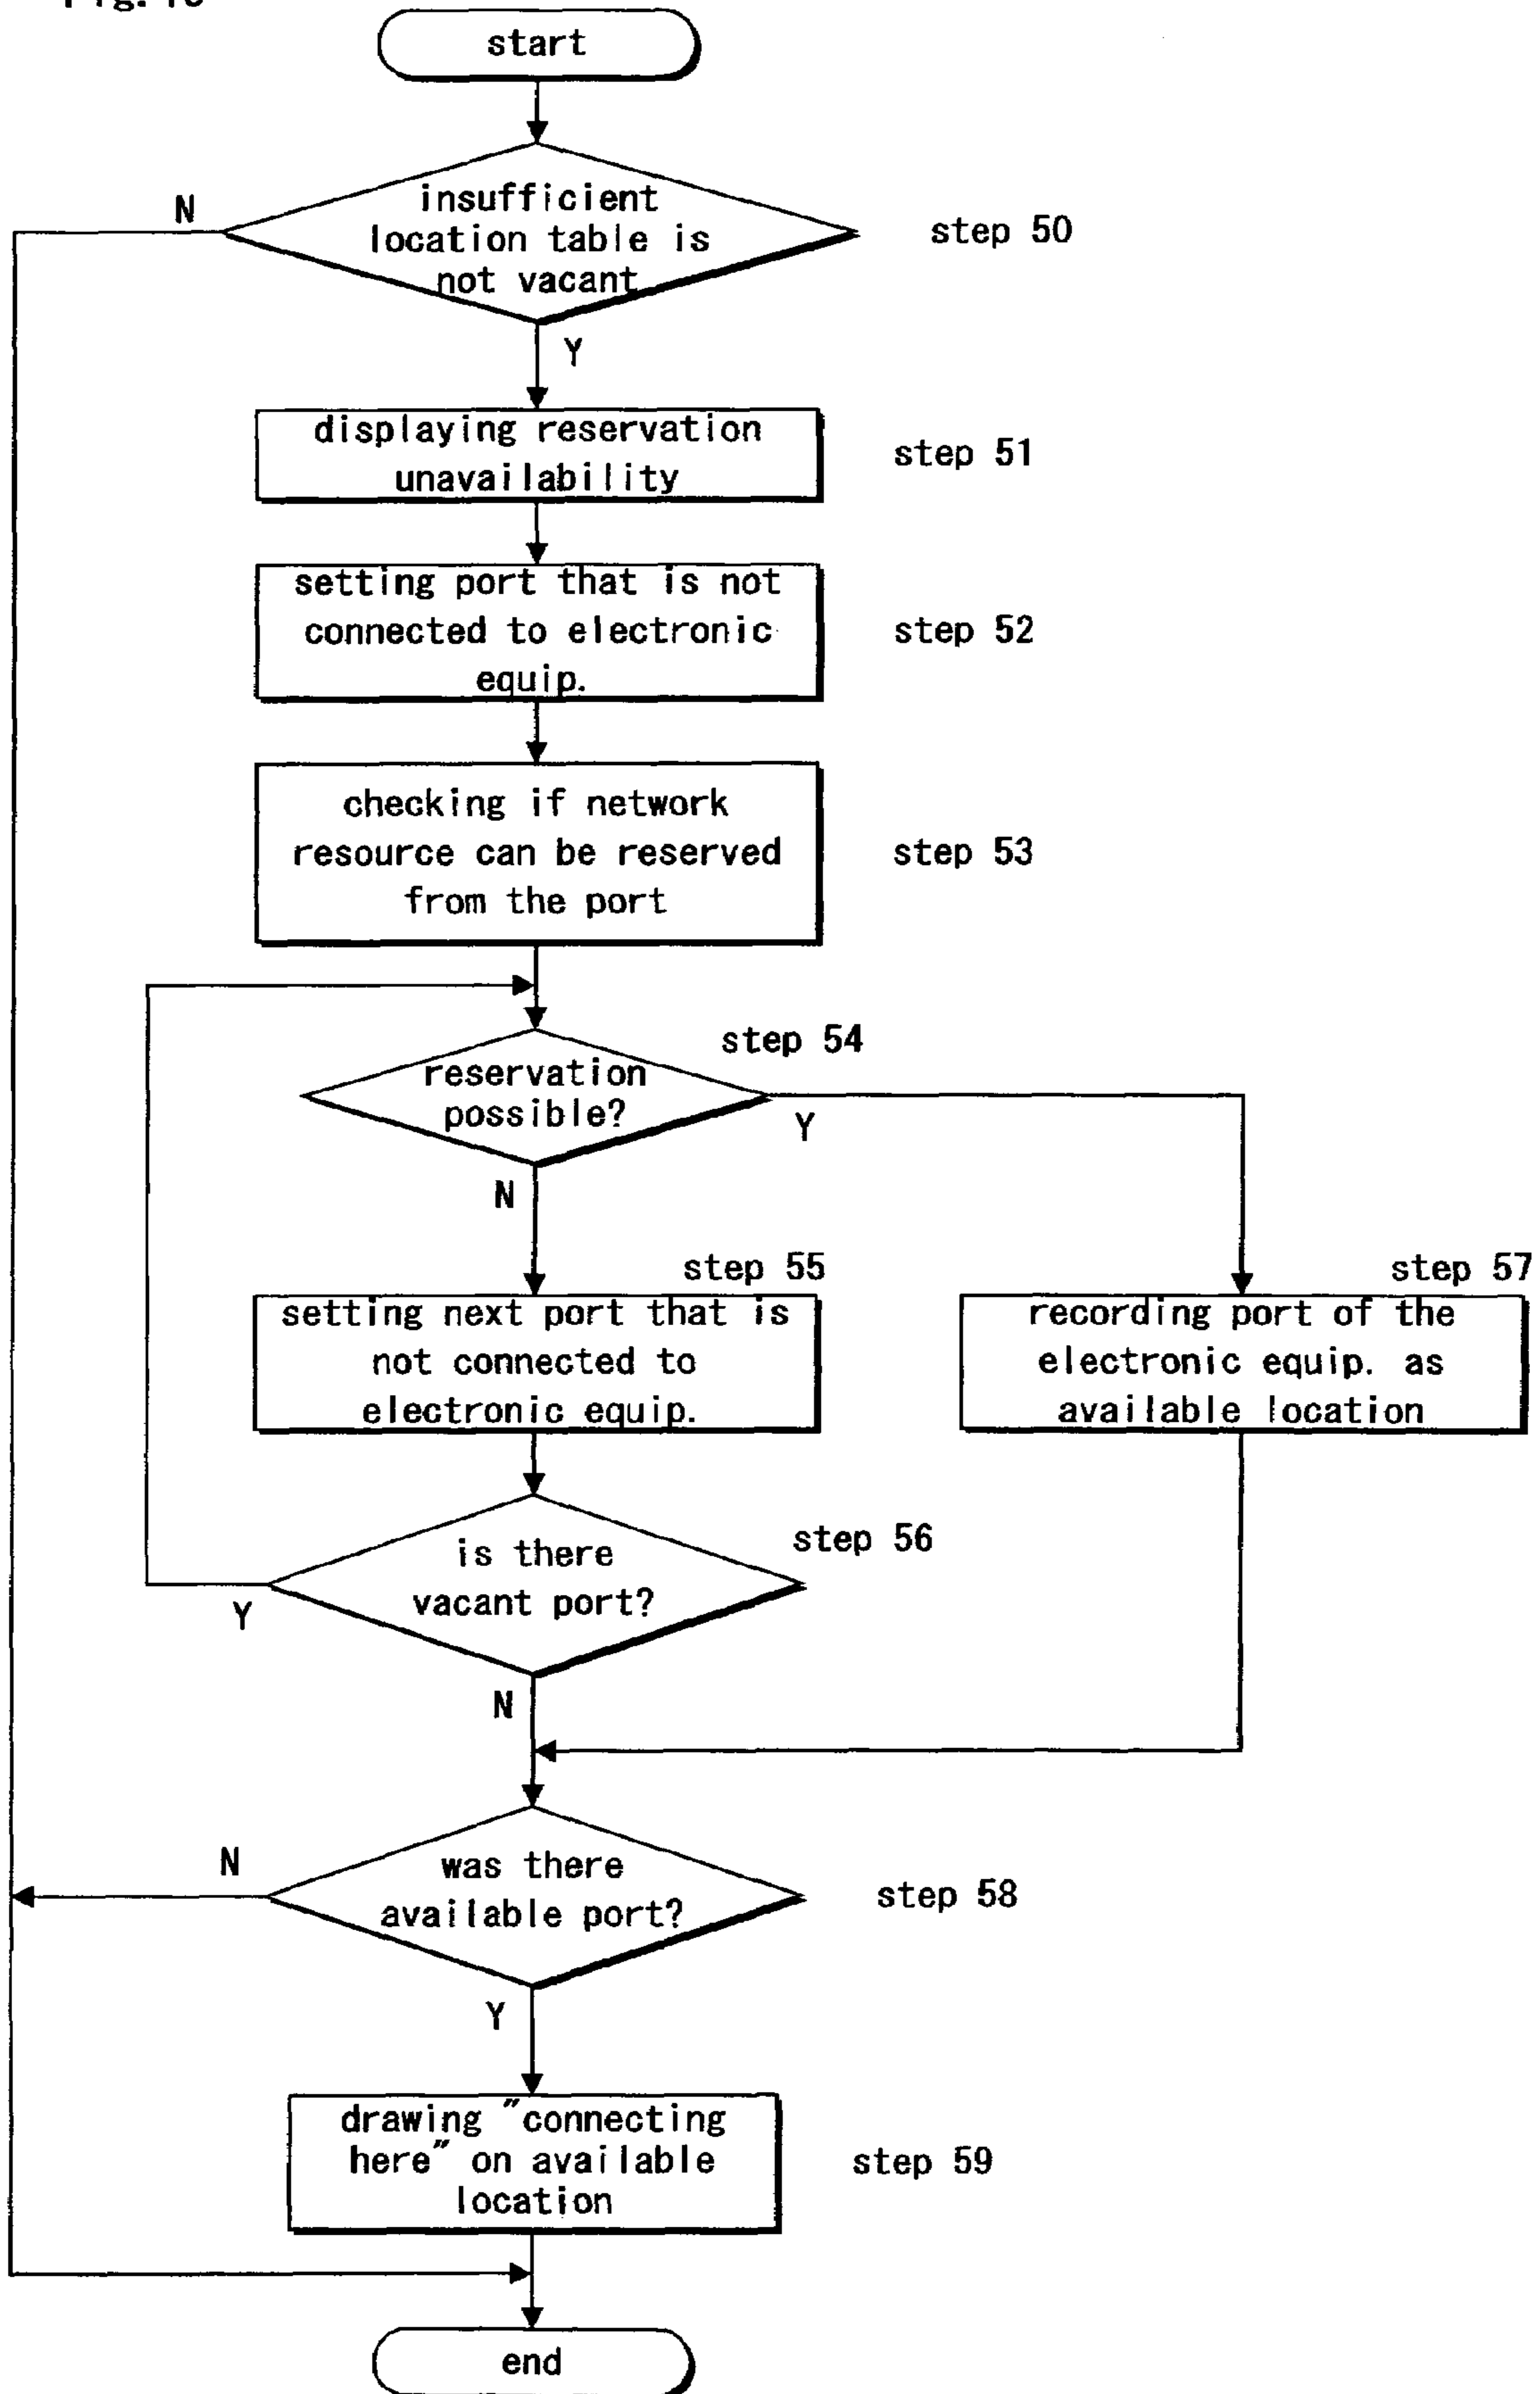 start
N
insufficient
location table is
not vacant
step 50
Y
displaying reservation
unavailability
step 51
setting port that is not
connected to electronic
equip.
step 52
checking if network
resource can be reserved
from the port
step 53
step 54
reservation
possible?
Y
N
step 55
setting next port that is
not connected to
electronic equip.
step 57
recording port of the
electronic equip. as
available location
step 56
is there
vacant port?
Y
N
N
was there
available port?
step 58
Y
drawing "connecting
here" on available
location
step 59
end